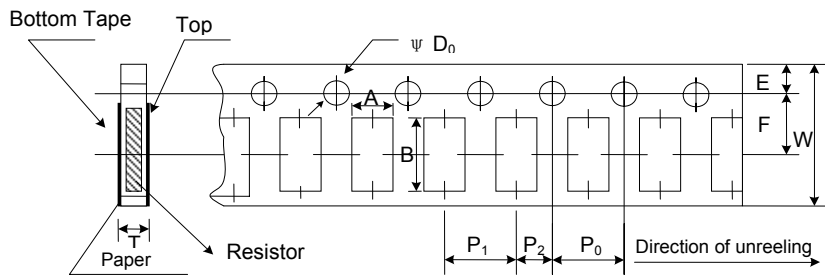 Bottom Tape
Top
ψ D₀
A
B
E
F
W
T
Paper
Resistor
P₁
P₂
P₀
Direction of unreeling